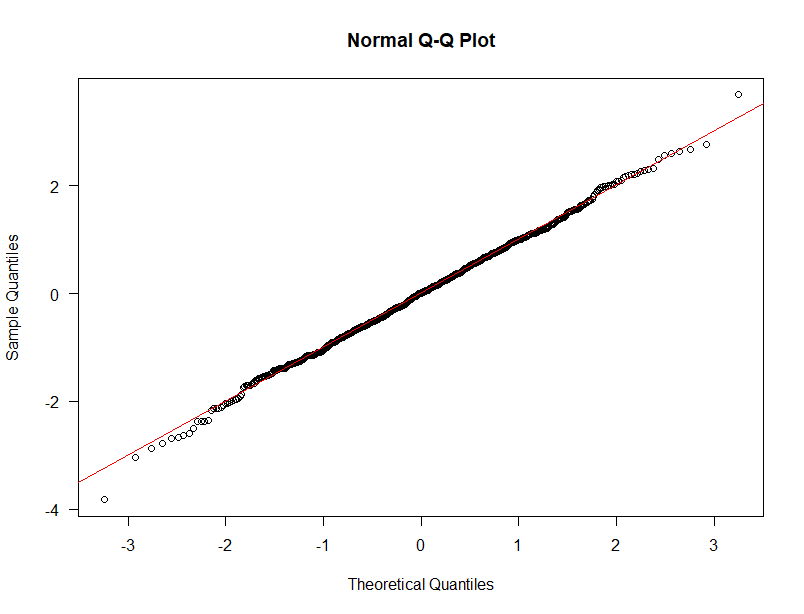 Normal Q-Q Plot
Sample Quantiles
2
0
-2
-4
-3 -2 -1 0 1 2 3
Theoretical Quantiles